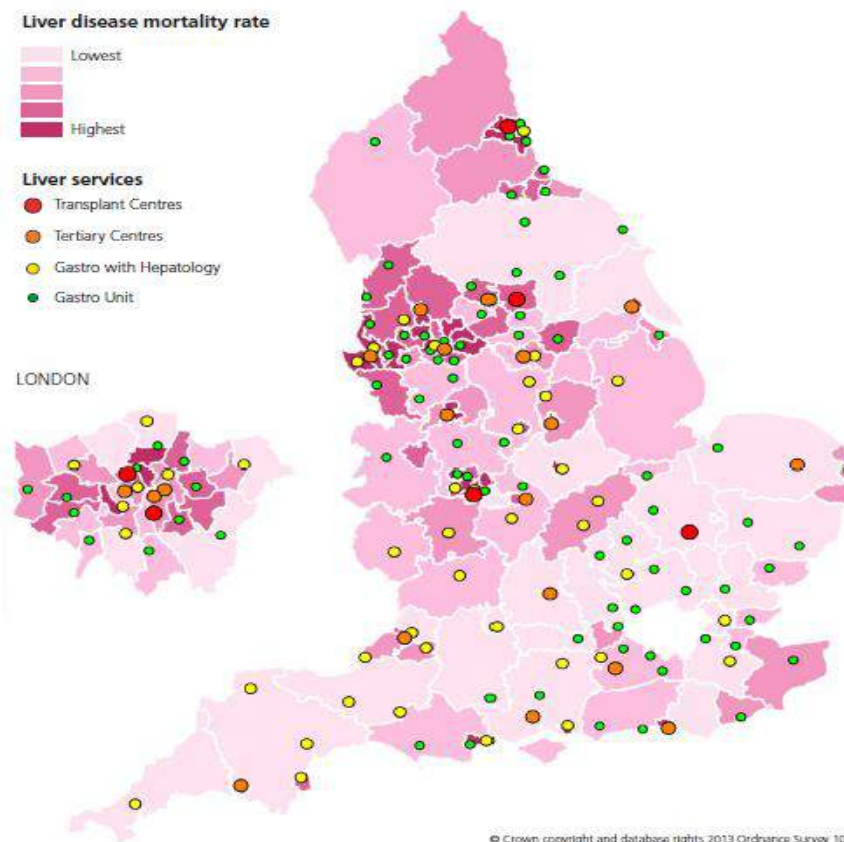 Liver disease mortality rate
Lowest
Highest
Liver services
Transplant Centres
Tertiary Centres
Gastro with Hepatology
Gastro Unit
LONDON
© Crown copyright and database rights 2013 Ordnance Survey 10